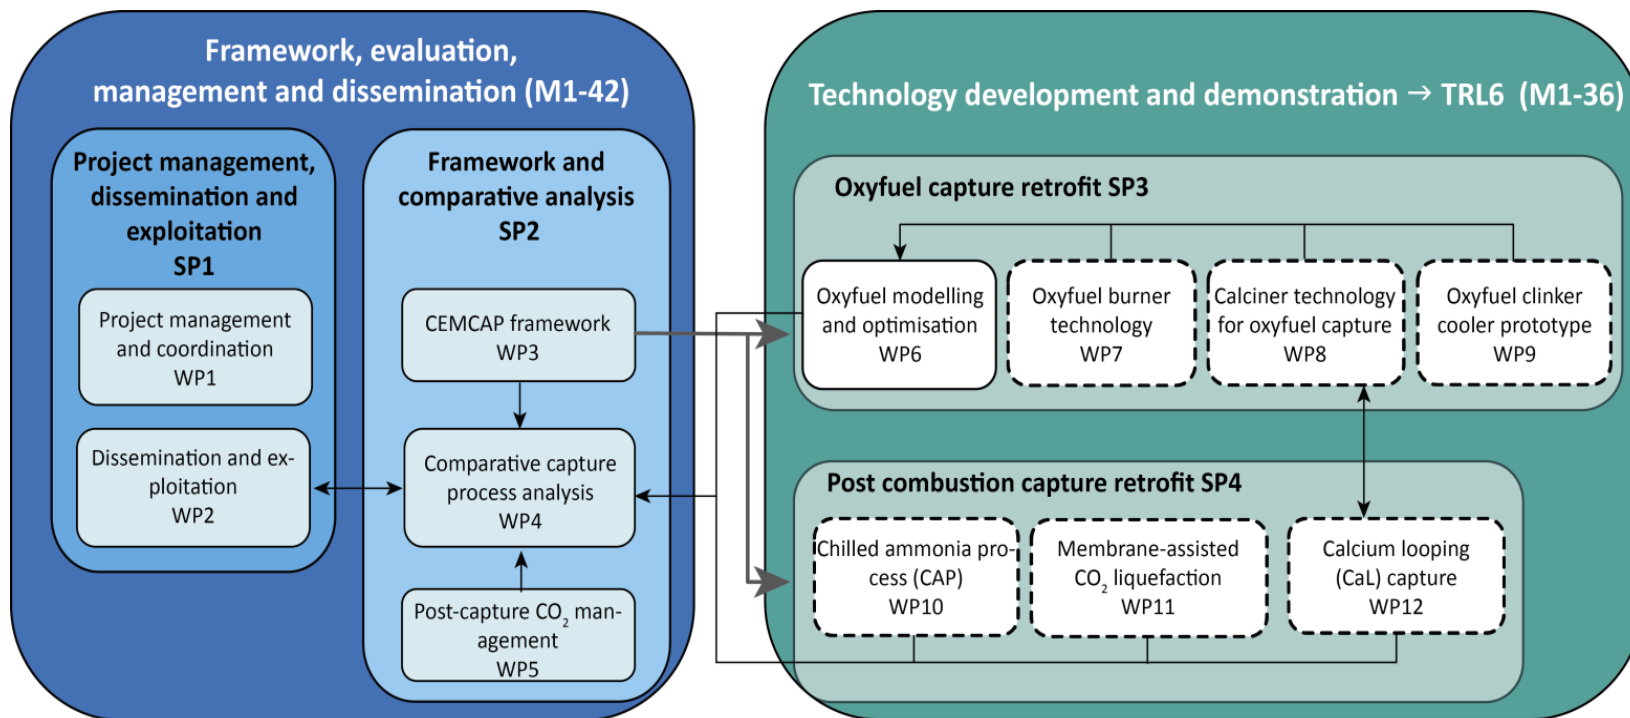 Framework, evaluation,
management and dissemination (M1-42)
Project management,
dissemination and
exploitation
SP1
Project management
and coordination
WP1
Dissemination and ex-
ploitation
WP2
Framework and
comparative analysis
SP2
CEMCAP framework
WP3
Comparative capture
process analysis
WP4
Post-capture CO₂ man-
agement
WP5
Technology development and demonstration → TRL6 (M1-36)
Oxyfuel capture retrofit SP3
Oxyfuel modelling
and optimisation
WP6
Oxyfuel burner
technology
WP7
Calciner technology
for oxyfuel capture
WP8
Oxyfuel clinker
cooler prototype
WP9
Post combustion capture retrofit SP4
Chilled ammonia pro-
cess (CAP)
WP10
Membrane-assisted
CO₂ liquefaction
WP11
Calcium looping
(CaL) capture
WP12